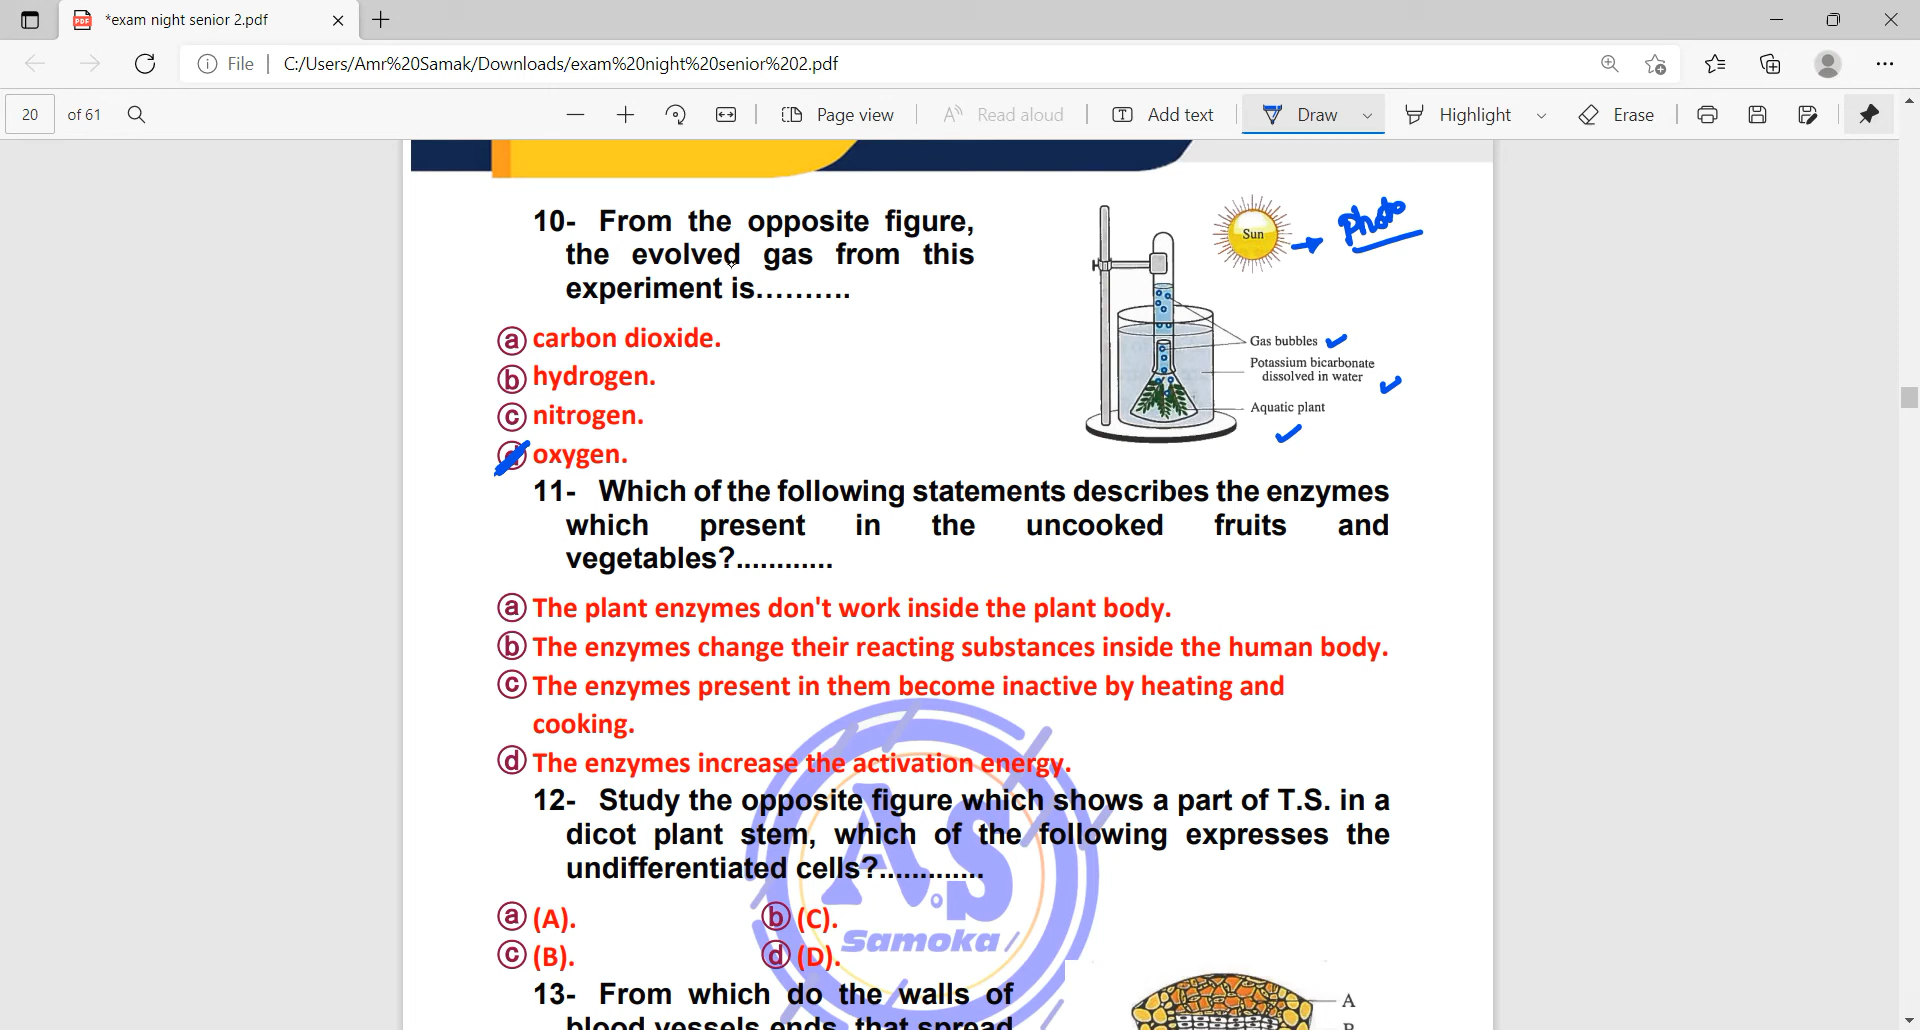 *exam night senior 2.pdf
File
C:/Users/Amr%20Samak/Downloads/exam%20night%20senior%202.pdf
20 of 61
Page view
Read aloud
Add text
Draw
Highlight
Erase
10- From the opposite figure,
the evolved gas from this
experiment is..........
Sun
Photo
Gas bubbles
Potassium bicarbonate
dissolved in water
Aquatic plant
a carbon dioxide.
b hydrogen.
c nitrogen.
d oxygen.
11- Which of the following statements describes the enzymes
which present in the uncooked fruits and
vegetables?............
a The plant enzymes don't work inside the plant body.
b The enzymes change their reacting substances inside the human body.
c The enzymes present in them become inactive by heating and
cooking.
d The enzymes increase the activation energy.
12- Study the opposite figure which shows a part of T.S. in a
dicot plant stem, which of the following expresses the
undifferentiated cells?.............
a (A). b (C).
c (B). d (D).
A.S
Samoka
13- From which do the walls of
blood vessels ends, that spread
A
B